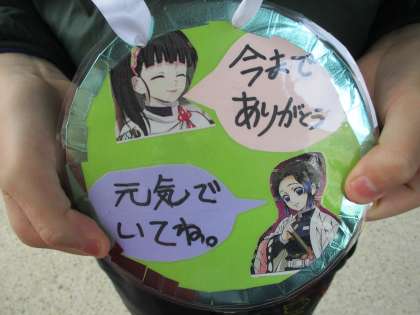 今まで
ありがとう
元気で
いてね。